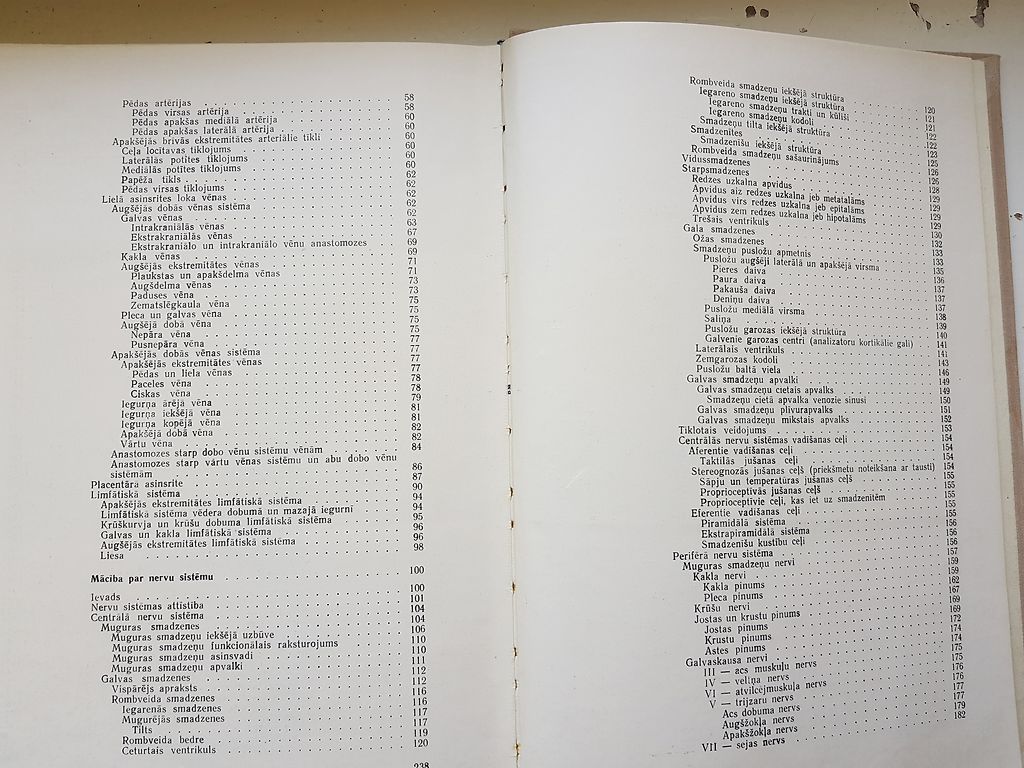 Pēdas artērijas 58
Pēdas virsas artērija 58
Pēdas apakšas mediālā artērija 60
Pēdas apakšas laterālā artērija 60
Apakšējās brīvās ekstremitātes arteriālie tīkli 60
Ceļa locītavas tīklojums 60
Laterālās potītes tīklojums 60
Mediālās potītes tīklojums 60
Papēža tīkls 62
Pēdas virsas tīklojums 62
Lielā asinsrites loka vēnas 62
Augšējās dobās vēnas sistēma 62
Galvas vēnas 62
Intrakraniālās vēnas 63
Ekstrakraniālās vēnas 67
Ekstrakraniālo un intrakraniālo vēnu anastomozes 69
Kakla vēnas 69
Augšējās ekstremitātes vēnas 71
Plaukstas un apakšdelma vēnas 71
Augšdelma vēnas 73
Paduses vēna 73
Zematslēgkaula vēna 75
Pleca un galvas vēna 75
Augšējā dobā vēna 75
Nepāra vēna 75
Pusnepāra vēna 77
Apakšējās dobās vēnas sistēma 77
Apakšējās ekstremitātes vēnas 77
Pēdas un liela vēnas 77
Paceles vēna 78
Ciskas vēna 78
Iegurņa ārējā vēna 79
Iegurņa iekšējā vēna 81
Iegurņa kopējā vēna 81
Apakšējā dobā vēna 82
Vārtu vēna 82
Anastomozes starp dobo vēnu sistēmu vēnām 84
Anastomozes starp vārtu vēnas sistēmu un abu dobo vēnu
sistēmām 86
Placentārā asinsrite 87
Limfātiskā sistēma 90
Apakšējās ekstremitātes limfātiskā sistēma 94
Limfātiskā sistēma vēdera dobumā un mazajā iegurnī 94
Krūškurvja un krūšu dobuma limfātiskā sistēma 95
Galvas un kakla limfātiskā sistēma 96
Augšējās ekstremitātes limfātiskā sistēma 96
Liesa 98
Mācība par nervu sistēmu 100
Ievads 100
Nervu sistēmas attīstība 101
Centrālā nervu sistēma 104
Muguras smadzenes 104
Muguras smadzeņu iekšējā uzbūve 106
Muguras smadzeņu funkcionālais raksturojums 110
Muguras smadzeņu asinsvadi 110
Muguras smadzeņu apvalki 111
Galvas smadzenes 112
Vispārējs apraksts 112
Rombveida smadzenes 116
Iegarenās smadzenes 116
Mugurējās smadzenes 117
Tilts 117
Rombveida bedre 119
Ceturtais ventrikuls 120
238
Rombveida smadzeņu iekšējā struktūra 120
Iegareno smadzeņu iekšējā struktūra 121
Iegareno smadzeņu trakti un kūlīši 121
Iegareno smadzeņu kodoli 122
Smadzeņu tilta iekšējā struktūra 122
Smadzenītes 123
Smadzenīšu iekšējā struktūra 125
Rombveida smadzeņu sašaurinājums 126
Vidussmadzenes 126
Starpsmadzenes 128
Redzes uzkalna apvidus 129
Apvidus aiz redzes uzkalna jeb metatalāms 129
Apvidus virs redzes uzkalna jeb epitalāms 129
Apvidus zem redzes uzkalna jeb hipotalāms 129
Trešais ventrikuls 130
Gala smadzenes 132
Ožas smadzenes 133
Smadzeņu pusložu apmetnis 133
Pusložu augšējī laterālā un apakšējā virsma 135
Pieres daiva 136
Paura daiva 137
Pakauša daiva 137
Deniņu daiva 137
Pusložu mediālā virsma 138
Saliņa 139
Pusložu garozas iekšējā struktūra 140
Galvenie garozas centri (analizatoru kortikālie gali) 141
Laterālais ventrikuls 141
Zemgarozas kodoli 143
Pusložu baltā viela 146
Galvas smadzeņu apvalki 149
Galvas smadzeņu cietais apvalks 149
Smadzeņu cietā apvalka venozie sinusi 150
Galvas smadzeņu plīvurapvalks 151
Galvas smadzeņu mīkstais apvalks 152
Tīklotais veidojums 153
Centrālās nervu sistēmas vadīšanas ceļi 154
Aferentie vadīšanas ceļi 154
Taktīlās jušanas ceļi 154
Stereognozās jušanas ceļš (priekšmetu noteikšana ar tausti) 154
Sāpju un temperatūras jušanas ceļš 155
Proprioceptīvās jušanas ceļš 155
Proprioceptīvie ceļi, kas iet uz smadzenītēm 155
Eferentie vadīšanas ceļi 155
Piramidālā sistēma 155
Ekstrapiramidālā sistēma 156
Smadzenīšu kustību ceļi 156
Perifērā nervu sistēma 157
Muguras smadzeņu nervi 159
Kakla nervi 159
Kakla pinums 162
Pleca pinums 167
Krūšu nervi 169
Jostas un krustu pinums 169
Jostas pinums 172
Krustu pinums 174
Astes pinums 174
Galvaskausa nervi 175
III — acs muskuļu nervs 175
IV — veltņa nervs 176
VI — atvilcējmuskuļa nervs 176
V — trijzaru nervs 177
Acs dobuma nervs 177
Augšžokļa nervs 179
Apakšžokļa nervs 182
VII — sejas nervs